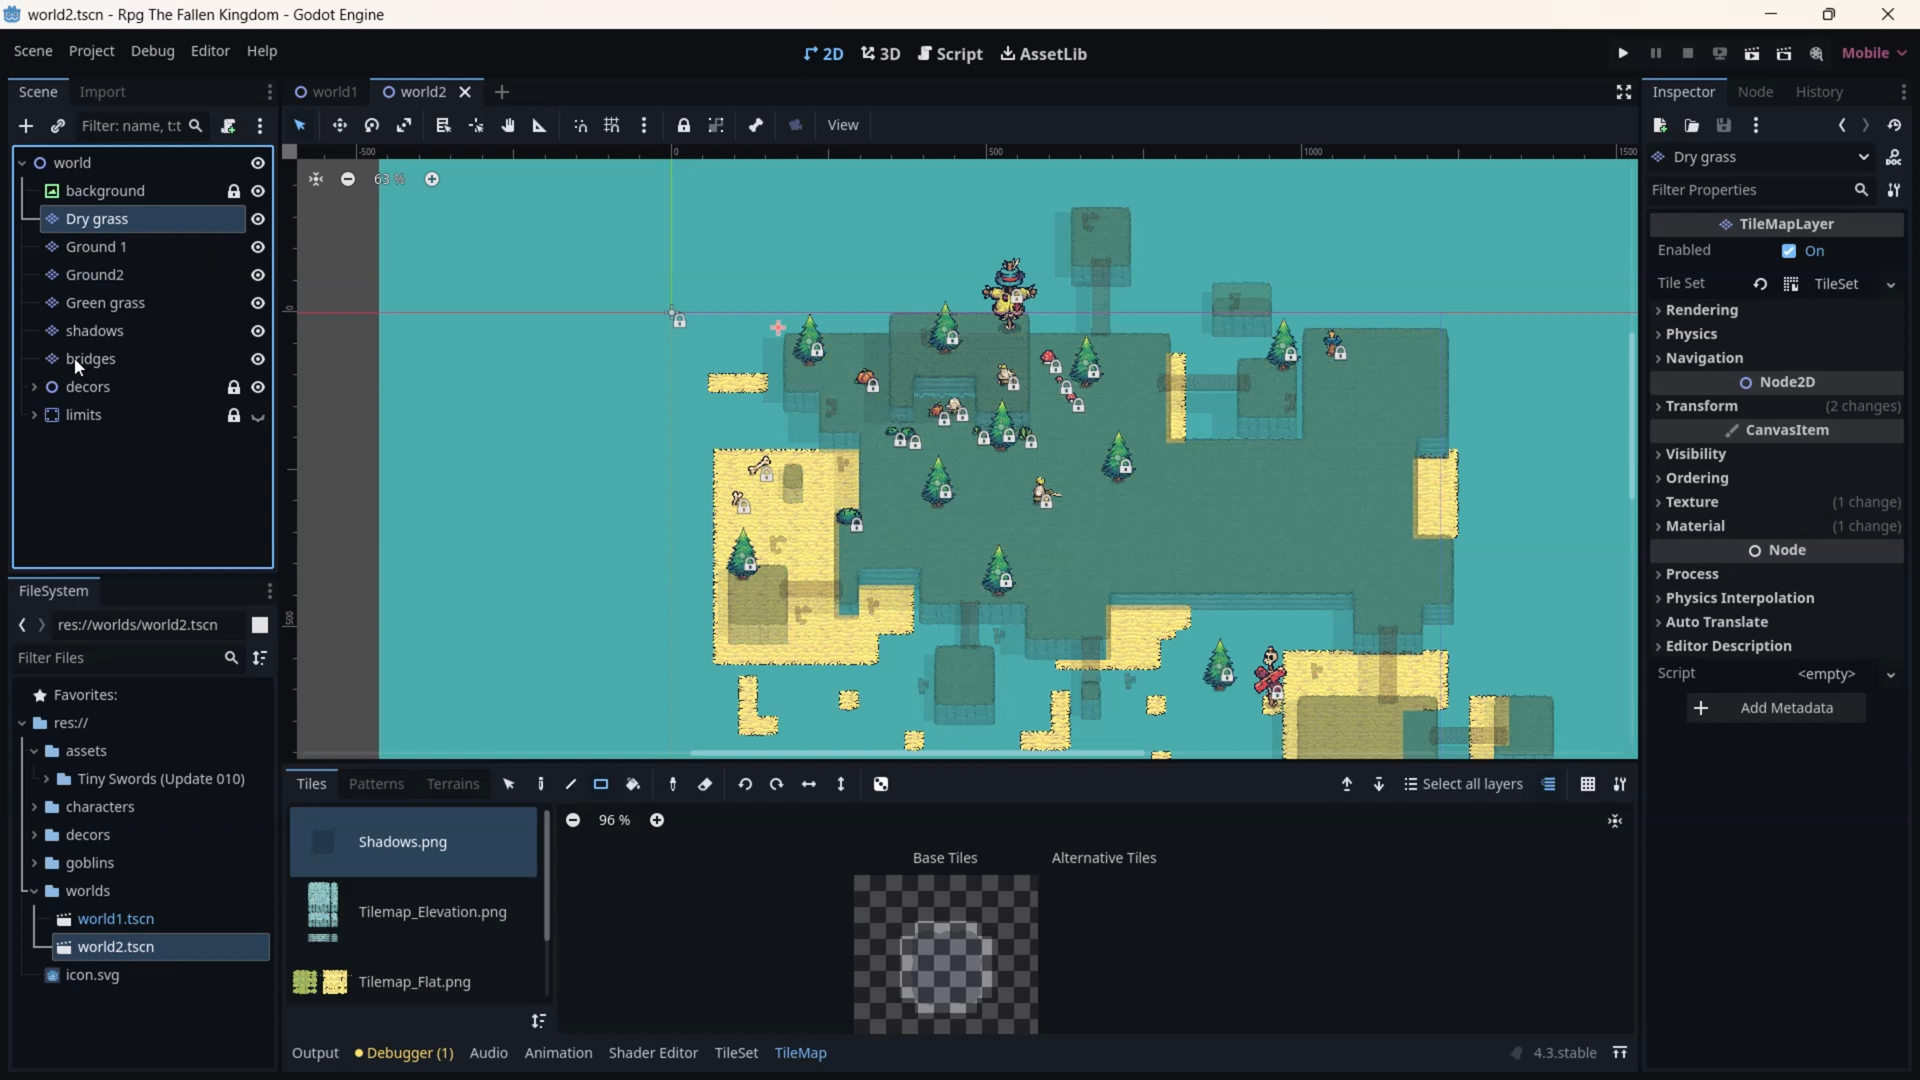 world2.tscn - Rpg The Fallen Kingdom - Godot Engine
Scene Project Debug Editor Help
2D 3D Script AssetLib
Mobile
Scene Import
world1 world2
Inspector Node History
Filter: name, t:t
View
Dry grass
Filter Properties
world
background
Dry grass
Ground 1
Ground2
Green grass
shadows
bridges
decors
limits
-500 0 500 1000 1500
63 %
0
500
TileMapLayer
Enabled On
Tile Set TileSet
Rendering
Physics
Navigation
Node2D
Transform (2 changes)
CanvasItem
Visibility
Ordering
Texture (1 change)
Material (1 change)
Node
Process
Physics Interpolation
Auto Translate
Editor Description
Script <empty>
Add Metadata
FileSystem
res://worlds/world2.tscn
Filter Files
Favorites:
res://
assets
Tiny Swords (Update 010)
characters
decors
goblins
worlds
world1.tscn
world2.tscn
icon.svg
Tiles Patterns Terrains
Select all layers
Shadows.png
Tilemap_Elevation.png
Tilemap_Flat.png
96 %
Base Tiles Alternative Tiles
Output Debugger (1) Audio Animation Shader Editor TileSet TileMap
4.3.stable